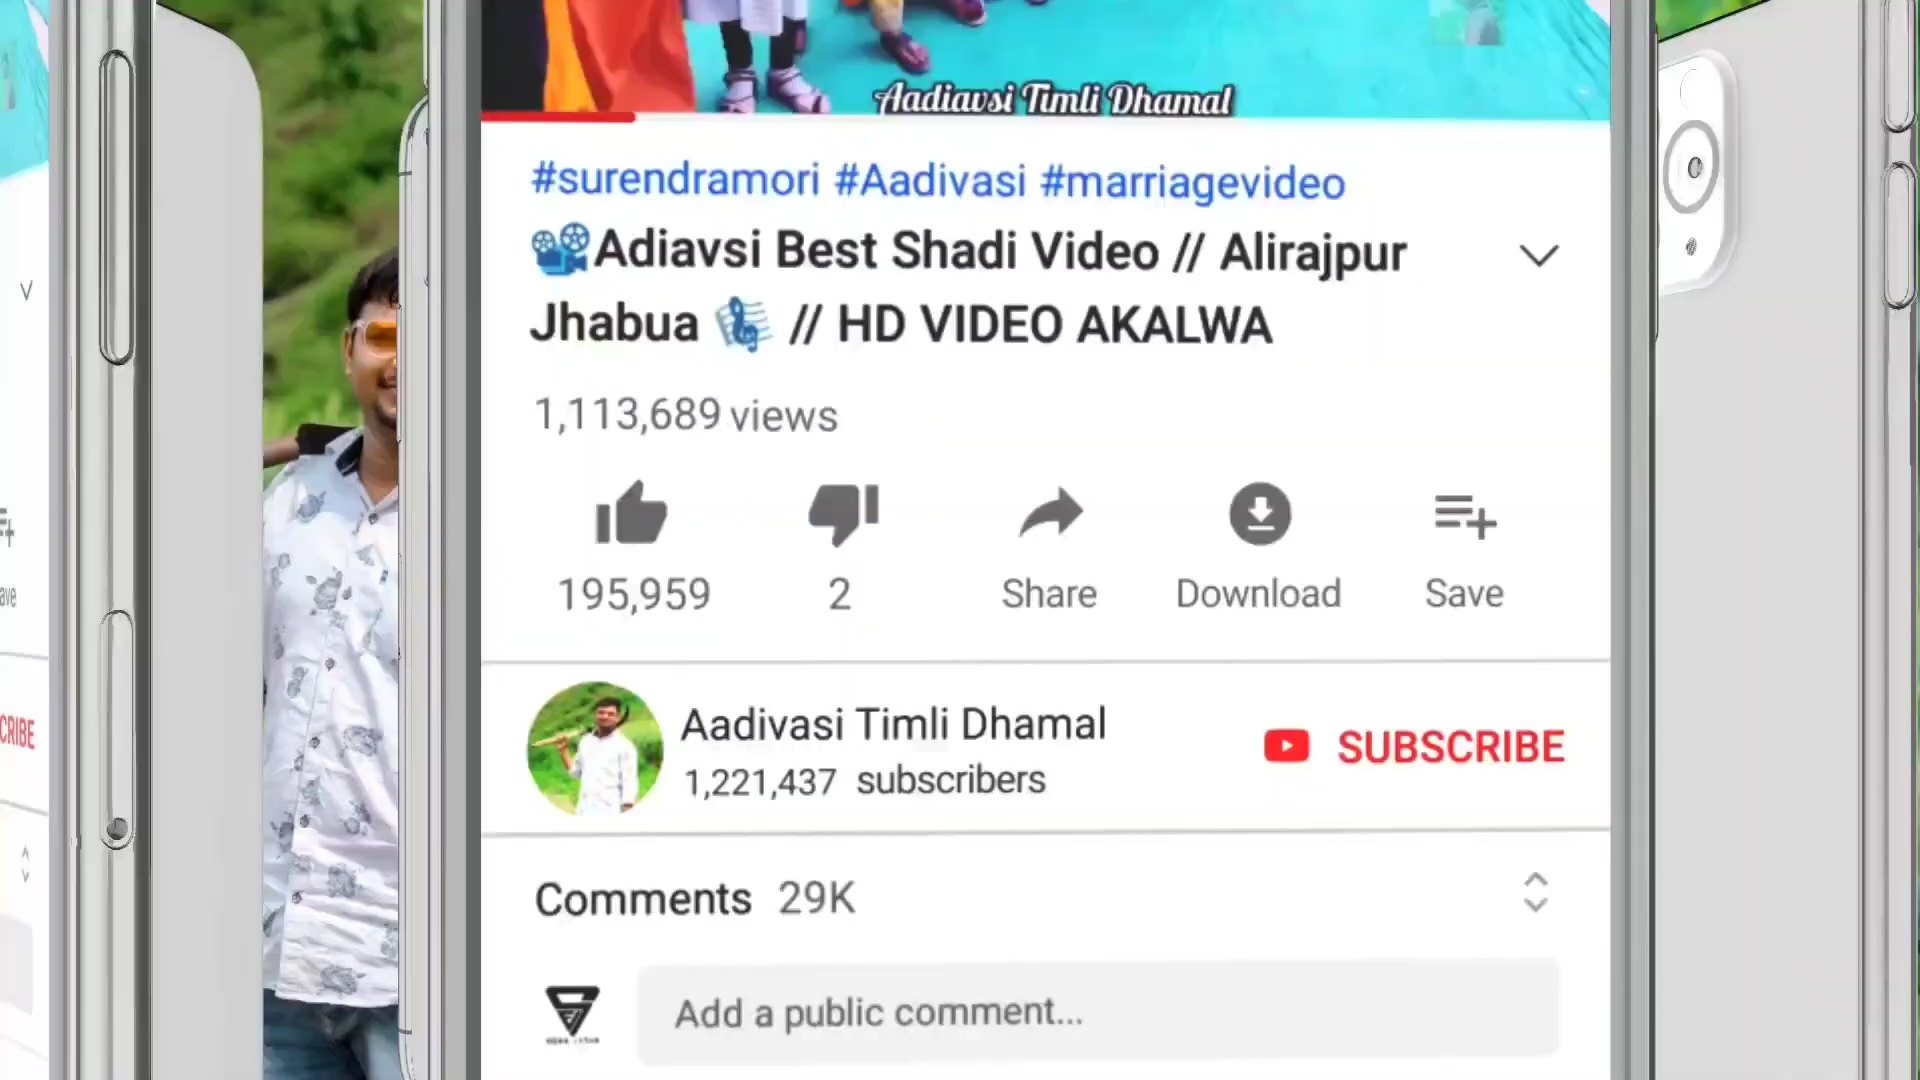 Aadiavsi Timli Dhamal
#surendramori #Aadivasi #marriagevideo
Adiavsi Best Shadi Video // Alirajpur
Jhabua // HD VIDEO AKALWA
1,113,689 views
195,959
2
Share
Download
Save
Aadivasi Timli Dhamal
1,221,437 subscribers
SUBSCRIBE
Comments 29K
Add a public comment...